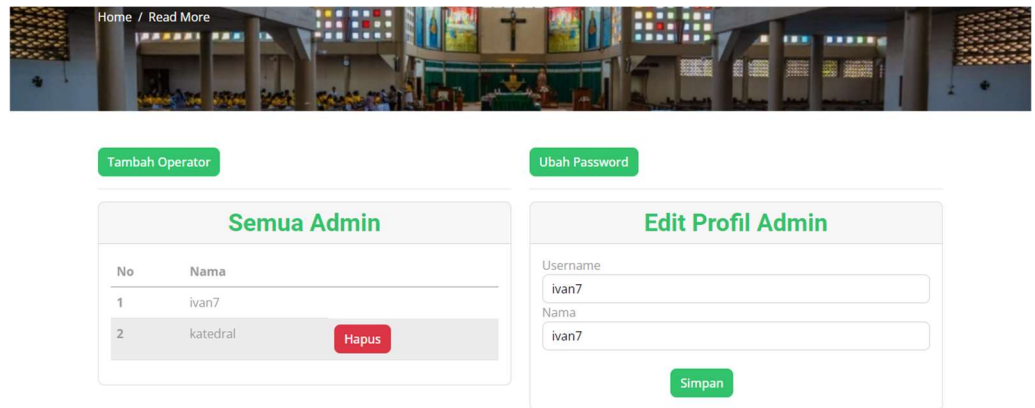 Home / Read More
Tambah Operator
Ubah Password
Semua Admin
No Nama
1 ivan7
2 katedral Hapus
Edit Profil Admin
Username
ivan7
Nama
ivan7
Simpan